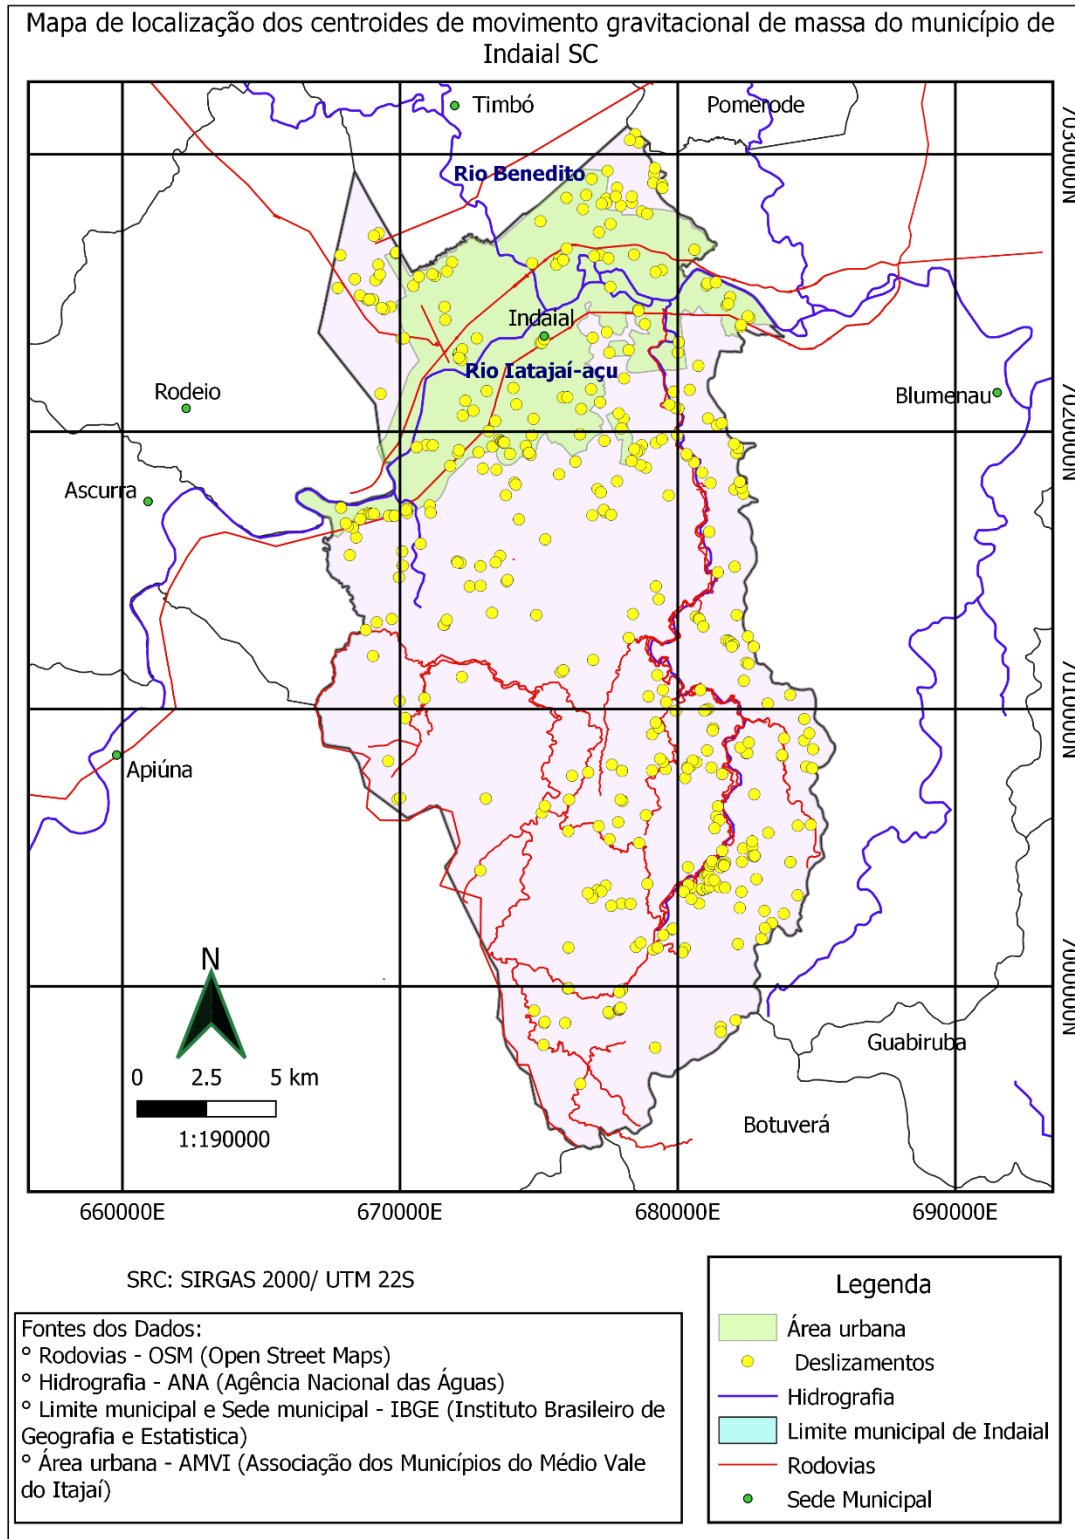 Mapa de localização dos centroides de movimento gravitacional de massa do município de
Indaial SC
Timbó
Pomerode
Rio Benedito
Indaial
Rio Iatajaí-açu
Rodeio
Blumenau
Ascurra
Apiúna
Guabiruba
Botuverá
7030000N
7020000N
7010000N
7000000N
N
0 2.5 5 km
1:190000
660000E 670000E 680000E 690000E
SRC: SIRGAS 2000/ UTM 22S
Fontes dos Dados:
° Rodovias - OSM (Open Street Maps)
° Hidrografia - ANA (Agência Nacional das Águas)
° Limite municipal e Sede municipal - IBGE (Instituto Brasileiro de
Geografia e Estatistica)
° Área urbana - AMVI (Associação dos Municípios do Médio Vale
do Itajaí)
Legenda
Área urbana
Deslizamentos
Hidrografia
Limite municipal de Indaial
Rodovias
Sede Municipal